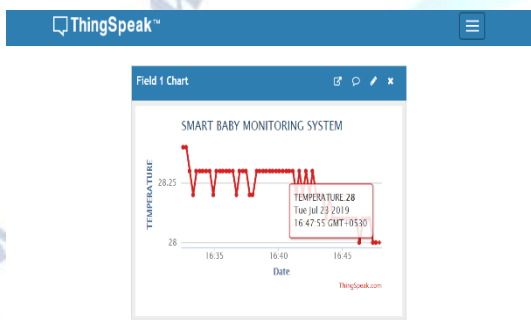 ThingSpeak™
Field 1 Chart
SMART BABY MONITORING SYSTEM
TEMPERATURE
28.25
28
TEMPERATURE:28
Tue Jul 23 2019
16:47:55 GMT+0530
16:35 16:40 16:45
Date
ThingSpeak.com